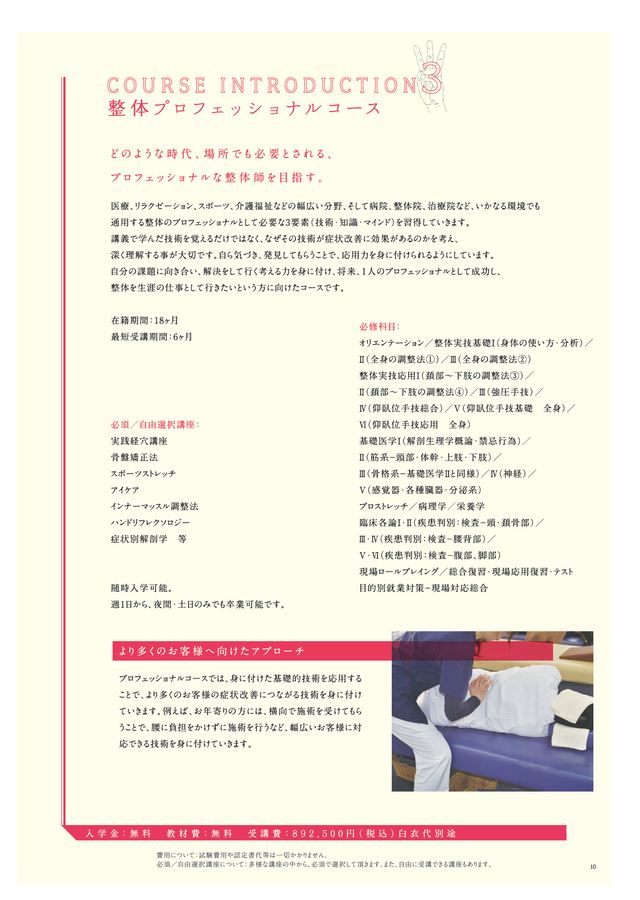 COURSE INTRODUCTION 3
整体プロフェッショナルコース
どのような時代、場所でも必要とされる、
プロフェッショナルな整体師を目指す。
医療、リラクゼーション、スポーツ、介護福祉などの幅広い分野、そして病院、整体院、治療院など、いかなる環境でも
通用する整体のプロフェッショナルとして必要な3要素（技術・知識・マインド）を習得していきます。
講義で学んだ技術を覚えるだけではなく、なぜその技術が症状改善に効果があるのかを考え、
深く理解する事が大切です。自ら気づき、発見してもらうことで、応用力を身に付けられるようにしています。
自分の課題に向き合い、解決をして行く考える力を身に付け、将来、1人のプロフェッショナルとして成功し、
整体を生涯の仕事として行きたいという方に向けたコースです。
在籍期間：18ヶ月
最短受講期間：6ヶ月
必須／自由選択講座：
実践経穴講座
骨盤矯正法
スポーツストレッチ
アイケア
インナーマッスル調整法
ハンドリフレクソロジー
症状別解剖学　等
随時入学可能。
週1日から、夜間・土日のみでも卒業可能です。
必修科目：
オリエンテーション／整体実技基礎Ⅰ（身体の使い方・分析）／
Ⅱ（全身の調整法①）／Ⅲ（全身の調整法②）
整体実技応用Ⅰ（頚部〜下肢の調整法③）／
Ⅱ（頚部〜下肢の調整法④）／Ⅲ（強圧手技）／
Ⅳ（仰臥位手技総合）／Ⅴ（仰臥位手技基礎　全身）／
Ⅵ（仰臥位手技応用　全身）
基礎医学Ⅰ（解剖生理学概論・禁忌行為）／
Ⅱ（筋系−頭部・体幹・上肢・下肢）／
Ⅲ（骨格系−基礎医学Ⅱと同様）／Ⅳ（神経）／
Ⅴ（感覚器・各種臓器・分泌系）
プロストレッチ／病理学／栄養学
臨床各論Ⅰ・Ⅱ（疾患判別：検査−頭・頚骨部）／
Ⅲ・Ⅳ（疾患判別：検査−腰背部）／
Ⅴ・Ⅵ（疾患判別：検査−腹部、脚部）
現場ロールプレイング／総合復習・現場応用復習・テスト
目的別就業対策−現場対応総合
より多くのお客様へ向けたアプローチ
プロフェッショナルコースでは、身に付けた基礎的技術を応用する
ことで、より多くのお客様の症状改善につながる技術を身に付け
ていきます。例えば、お年寄りの方には、横向で施術を受けてもら
うことで、腰に負担をかけずに施術を行うなど、幅広いお客様に対
応できる技術を身に付けていきます。
入学金：無料　教材費：無料　受講費：892,500円（税込）白衣代別途
費用について：試験費用や認定書代等は一切かかりません。
必須／自由選択講座について：多様な講座の中から、必須で選択して頂きます。また、自由に受講できる講座もあります。
10